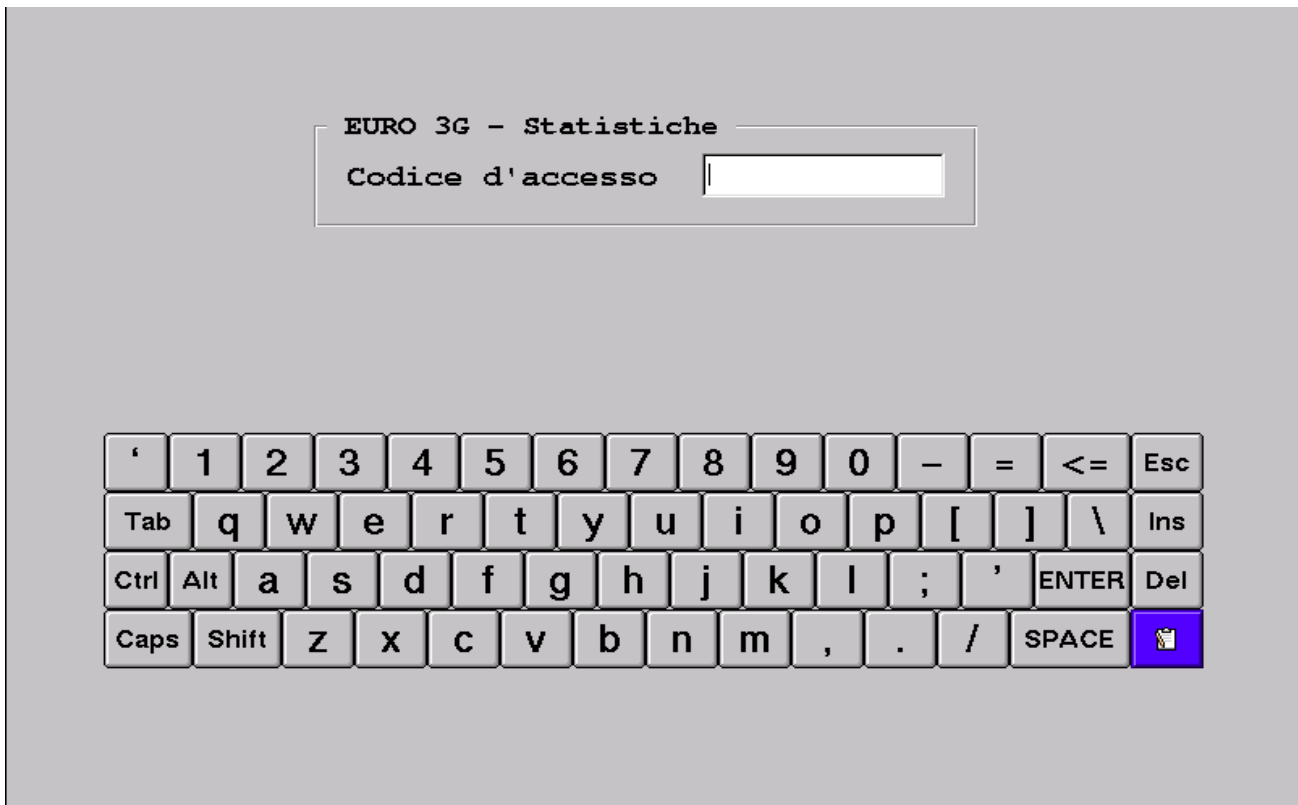 EURO 3G - Statistiche
Codice d'accesso
‘ 1 2 3 4 5 6 7 8 9 0 - = <= Esc
Tab q w e r t y u i o p [ ] \ Ins
Ctrl Alt a s d f g h j k l ; ’ ENTER Del
Caps Shift z x c v b n m , . / SPACE